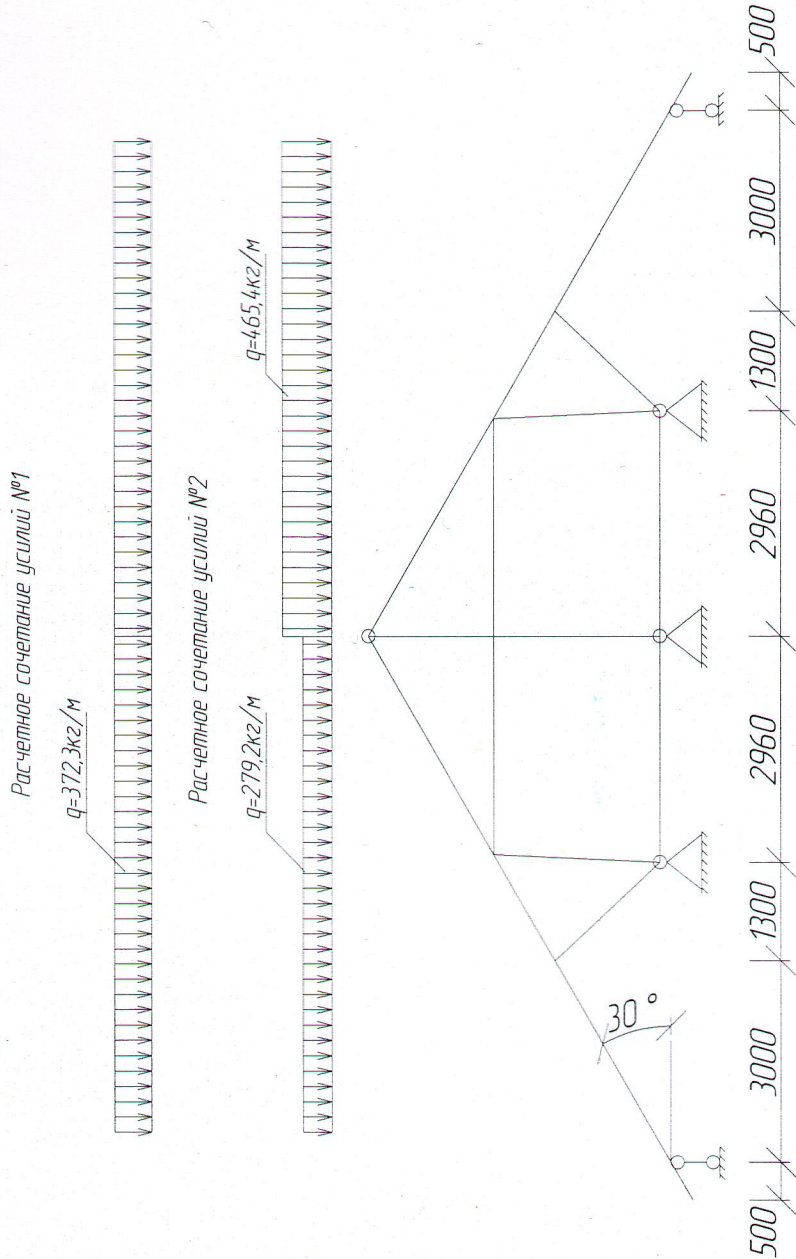 Расчетное сочетание усилий №1
q=372,3кг/м
Расчетное сочетание усилий №2
q=279,2кг/м
q=465,4кг/м
30°
500
3000
1300
2960
2960
1300
3000
500